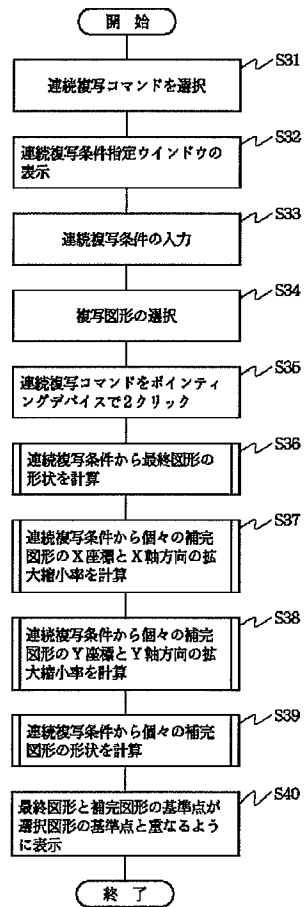 開 始
S31
連続複写コマンドを選択
S32
連続複写条件指定ウインドウの
表示
S33
連続複写条件の入力
S34
複写図形の選択
S35
連続複写コマンドをポインティ
ングデバイスで2クリック
S36
連続複写条件から最終図形の
形状を計算
S37
連続複写条件から個々の補完
図形のX座標とX軸方向の拡
大縮小率を計算
S38
連続複写条件から個々の補完
図形のY座標とY軸方向の拡
大縮小率を計算
S39
連続複写条件から個々の補完
図形の形状を計算
S40
最終図形と補完図形の基準点が
選択図形の基準点と重なるよう
に表示
終 了